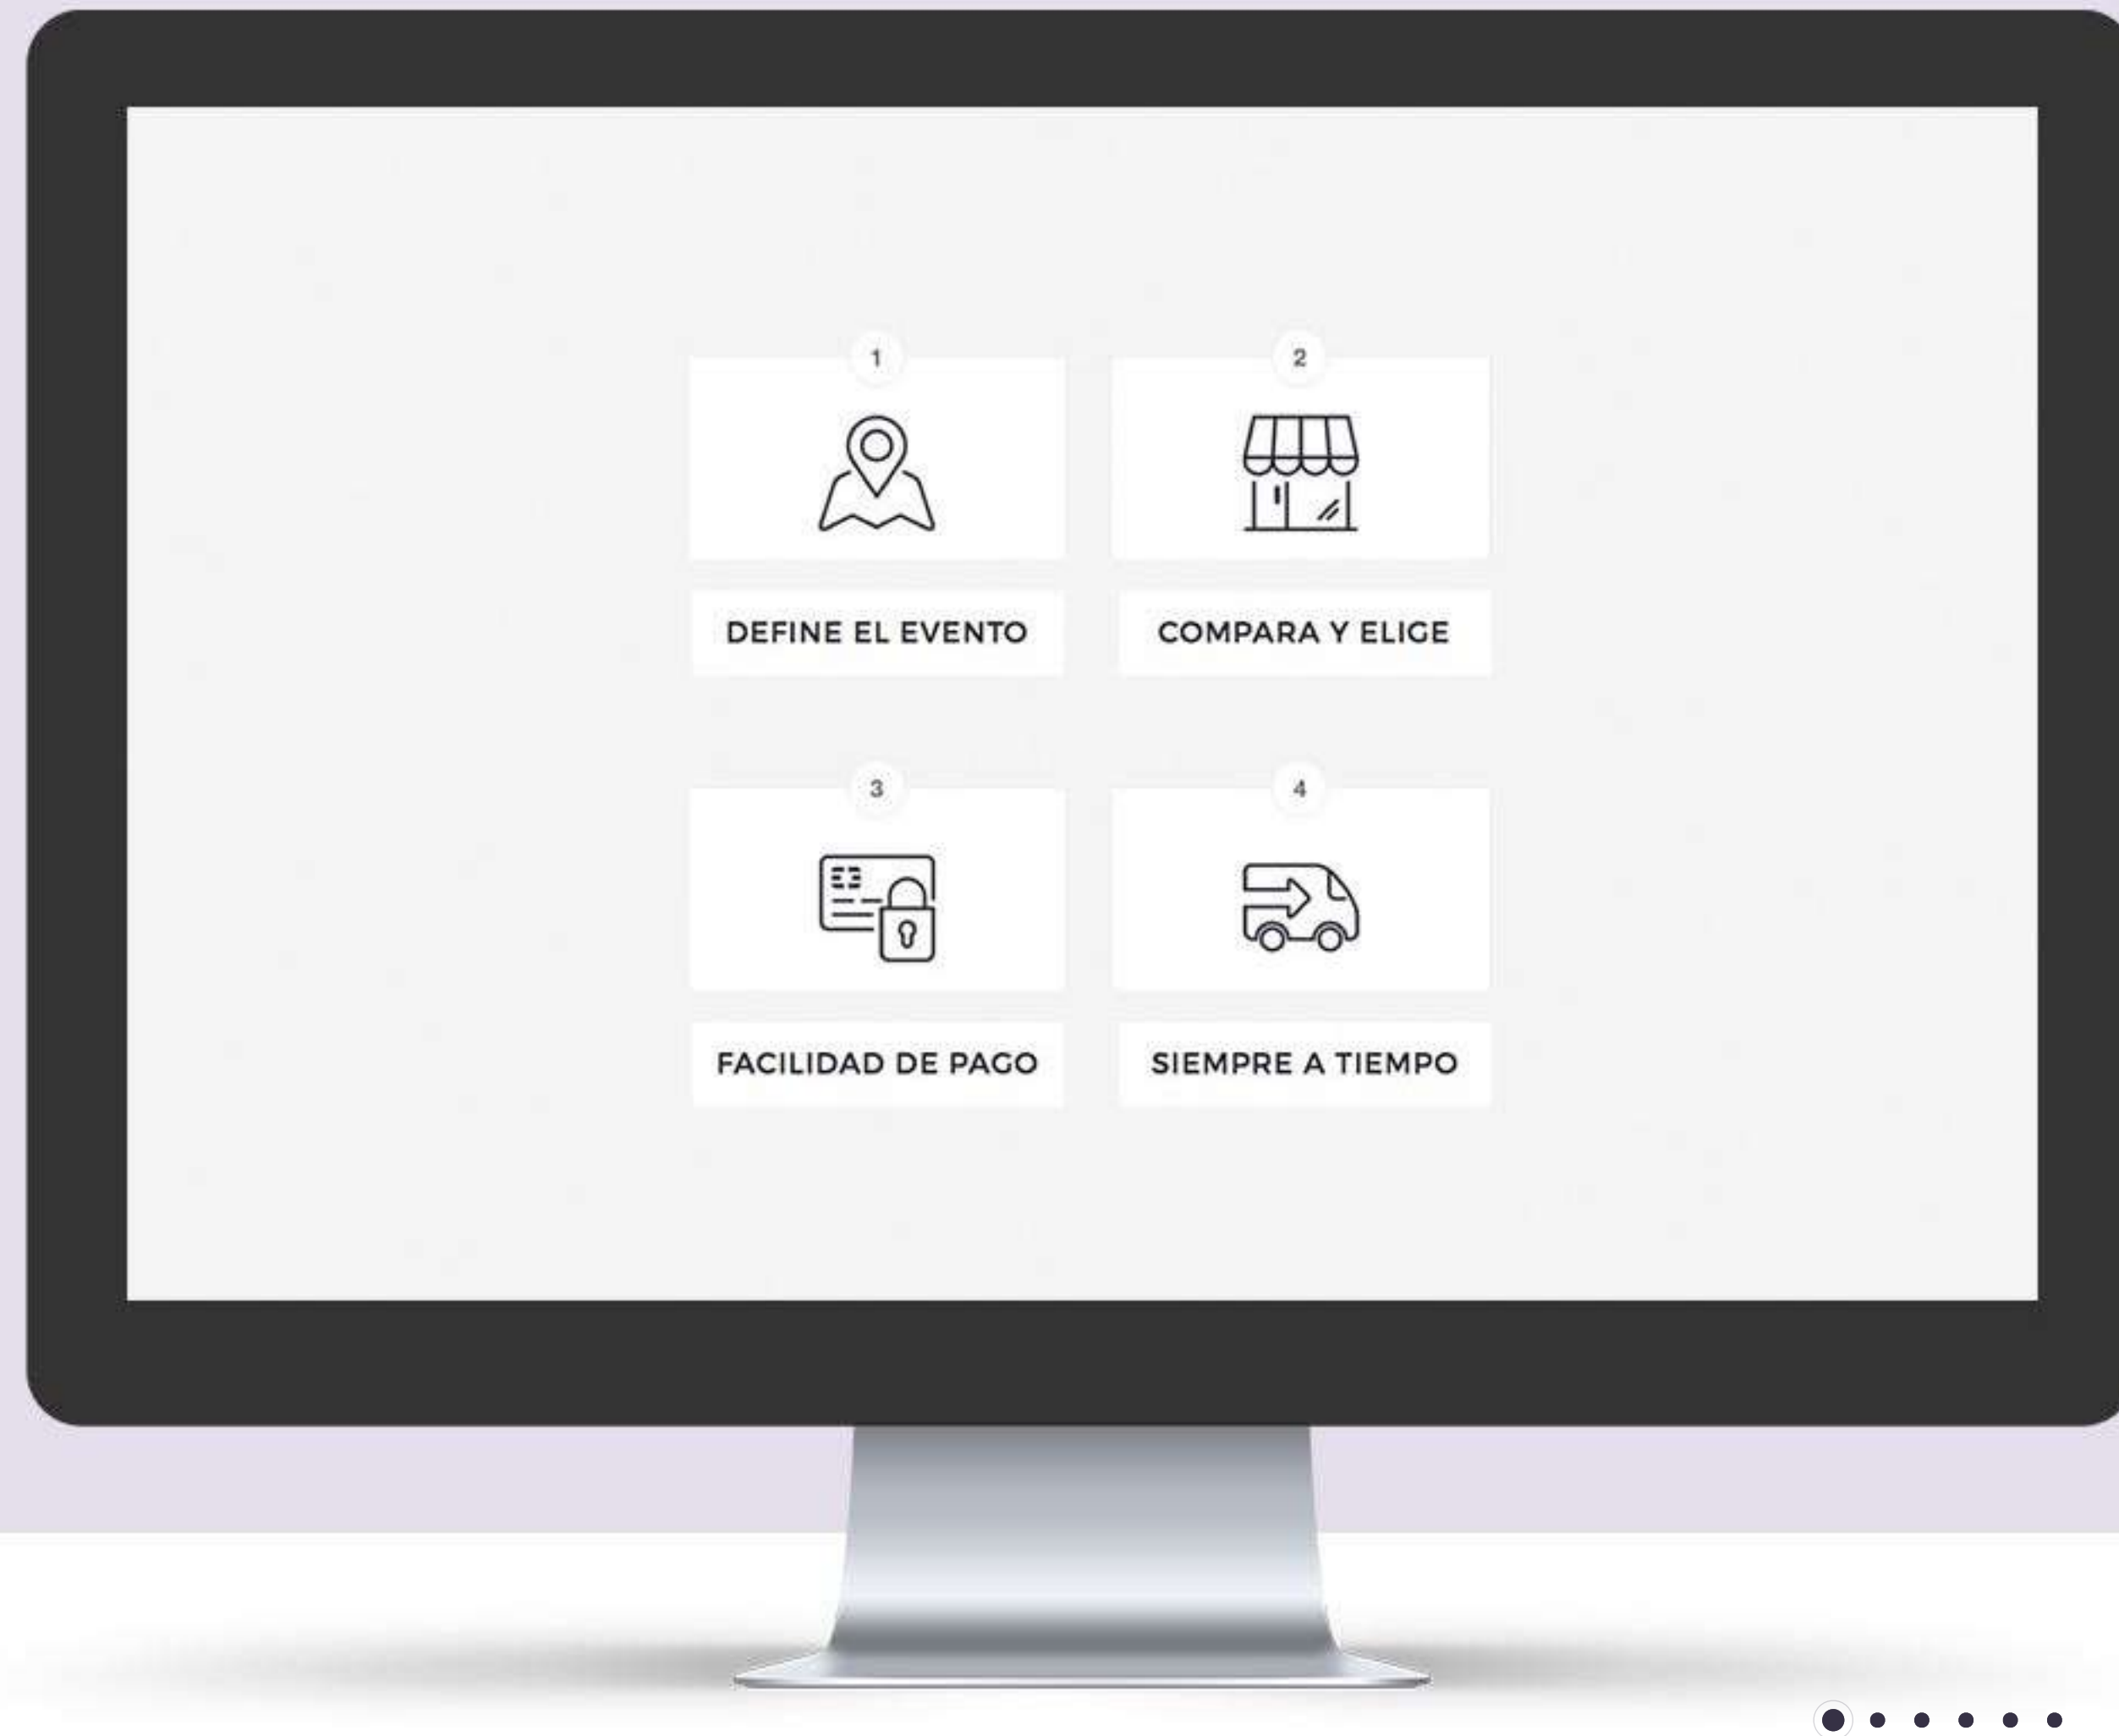 1
2
DEFINE EL EVENTO
COMPARA Y ELIGE
3
4
FACILIDAD DE PAGO
SIEMPRE A TIEMPO